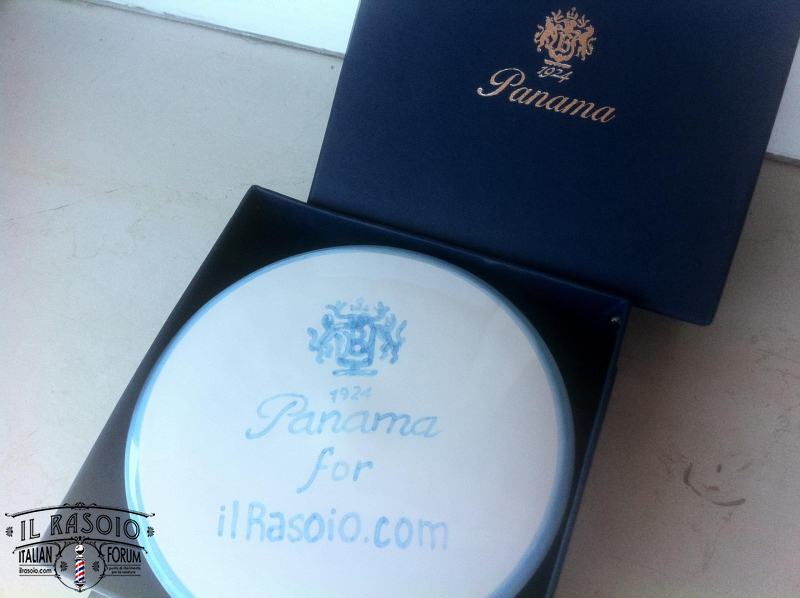 1924
Panama
1924
Panama
for
ilRasoio.com
IL RASOIO
ITALIAN FORUM
ilrasoio.com